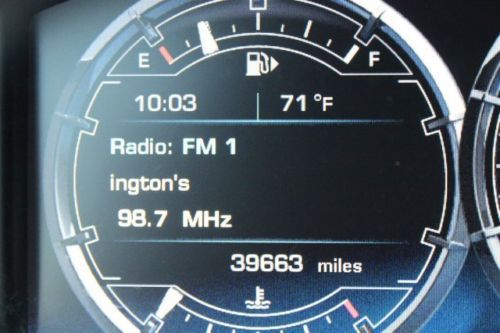 E F
10:03 71°F
Radio: FM 1
ington's
98.7 MHz
39663 miles